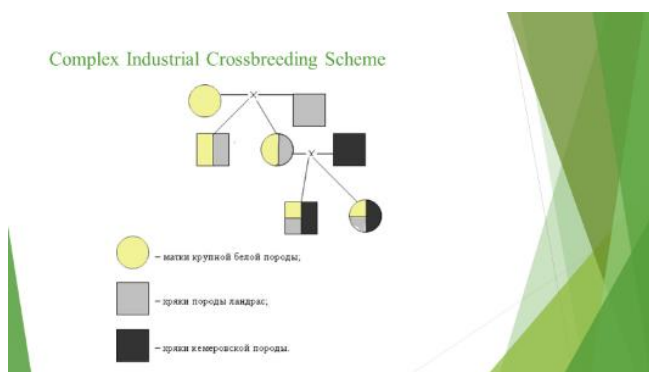 Complex Industrial Crossbreeding Scheme
x
x
– матки крупной белой породы;
– хряки породы ландрас;
– хряки кемеровской породы.